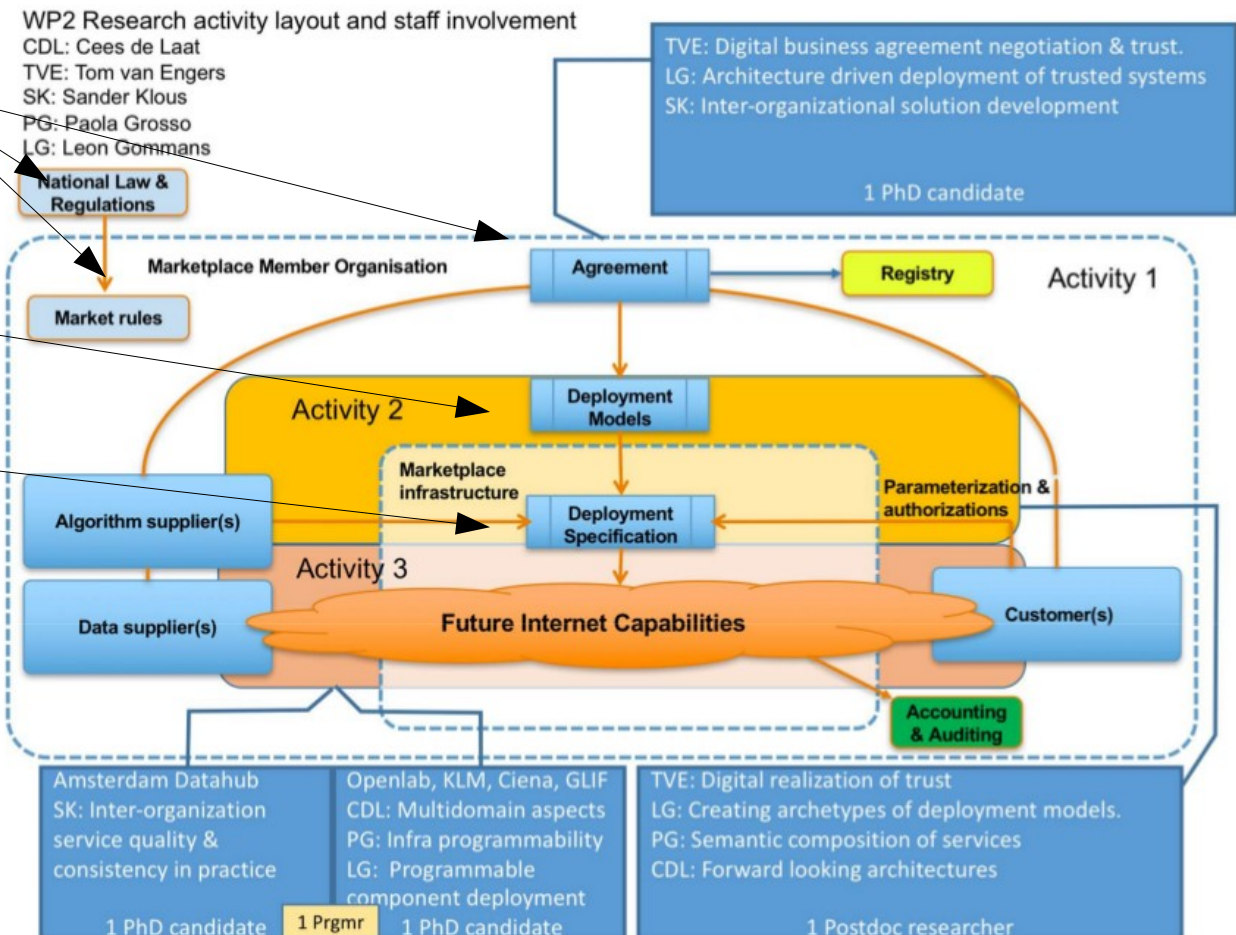 WP2 Research activity layout and staff involvement
CDL: Cees de Laat
TVE: Tom van Engers
SK: Sander Klous
PG: Paola Grosso
LG: Leon Gommans
TVE: Digital business agreement negotiation & trust.
LG: Architecture driven deployment of trusted systems
SK: Inter-organizational solution development
1 PhD candidate
National Law &
Regulations
Marketplace Member Organisation
Agreement
Registry
Activity 1
Market rules
Activity 2
Deployment
Models
Marketplace
infrastructure
Parameterization &
authorizations
Algorithm supplier(s)
Deployment
Specification
Activity 3
Data supplier(s)
Future Internet Capabilities
Customer(s)
Accounting
& Auditing
Amsterdam Datahub
SK: Inter-organization
service quality &
consistency in practice
1 PhD candidate
1 Prgmr
Openlab, KLM, Ciena, GLIF
CDL: Multidomain aspects
PG: Infra programmability
LG: Programmable
component deployment
1 PhD candidate
TVE: Digital realization of trust
LG: Creating archetypes of deployment models.
PG: Semantic composition of services
CDL: Forward looking architectures
1 Postdoc researcher